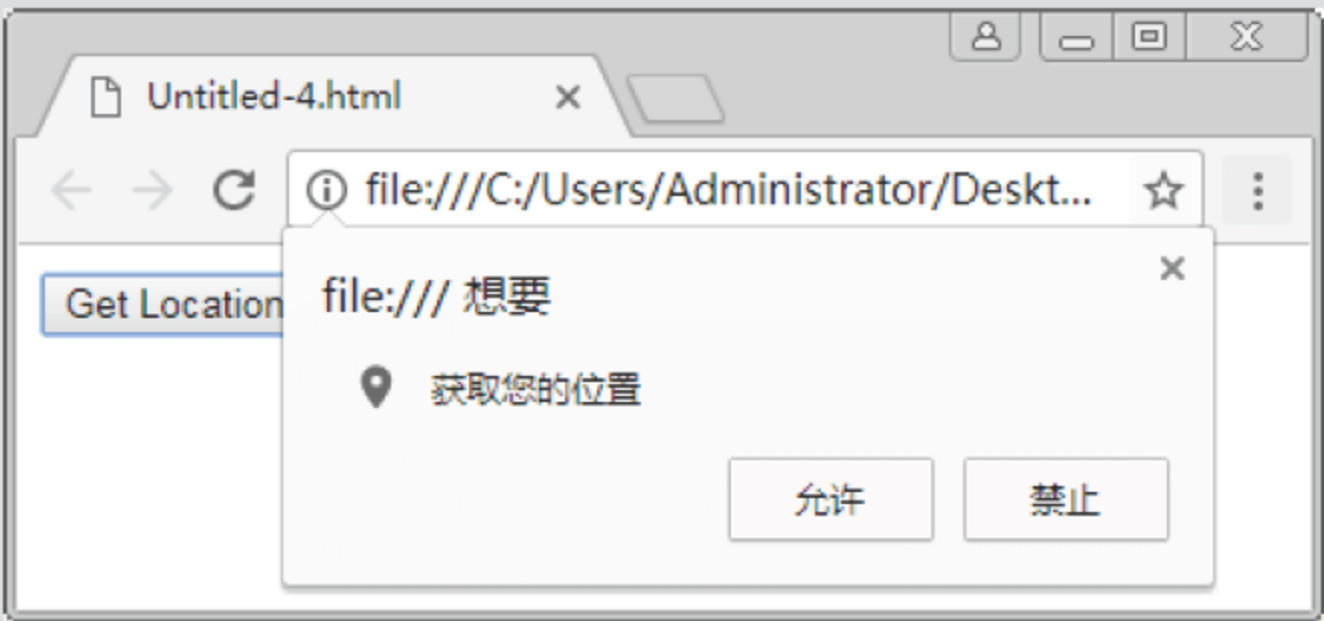 Untitled-4.html
file:///C:/Users/Administrator/Deskt...
Get Location
file:/// 想要
获取您的位置
允许
禁止